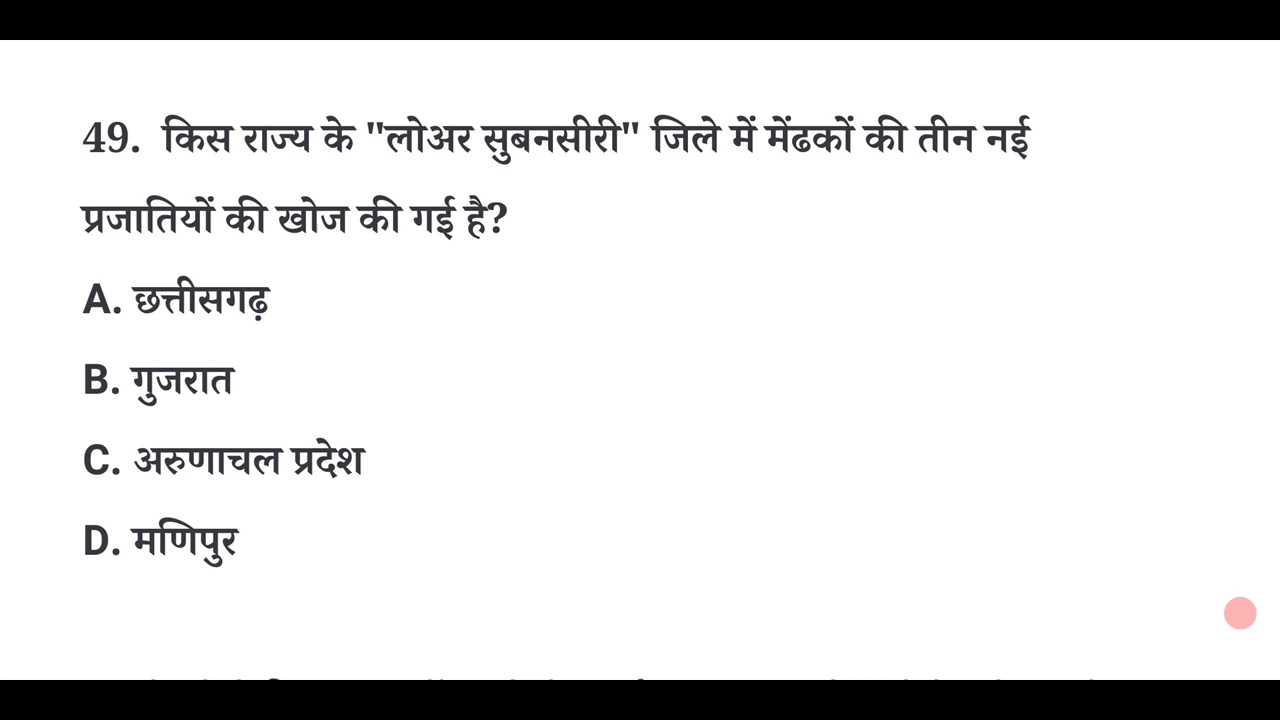 49. किस राज्य के "लोअर सुबनसीरी" जिले में मेंढकों की तीन नई
प्रजातियों की खोज की गई है?
A. छत्तीसगढ़
B. गुजरात
C. अरुणाचल प्रदेश
D. मणिपुर